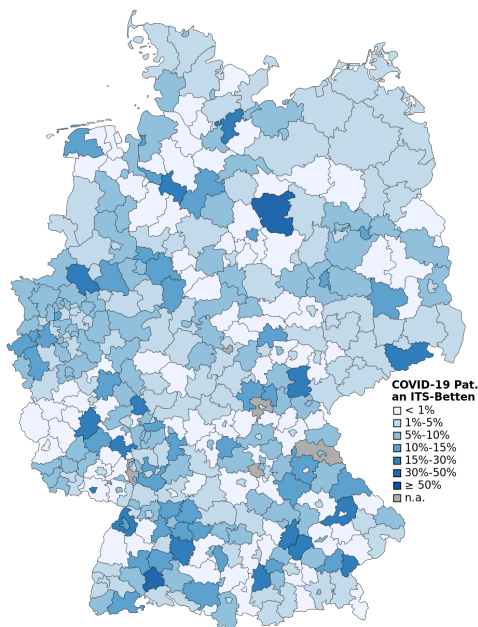 COVID-19 Pat.
an ITS-Betten
< 1%
1%-5%
5%-10%
10%-15%
15%-30%
30%-50%
≥ 50%
n.a.